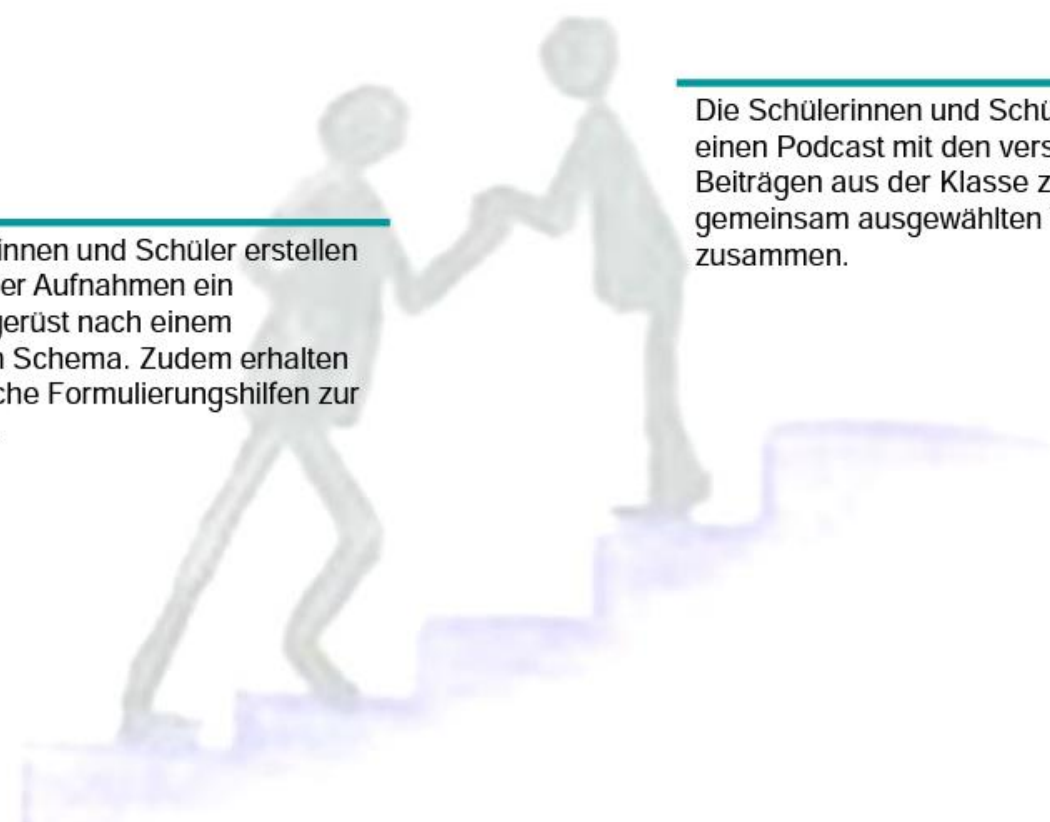 innen und Schüler erstellen
er Aufnahmen ein
gerüst nach einem
Schema. Zudem erhalten
che Formulierungshilfen zur
Die Schülerinnen und Schü
einen Podcast mit den vers
Beiträgen aus der Klasse z
gemeinsam ausgewählten
zusammen.